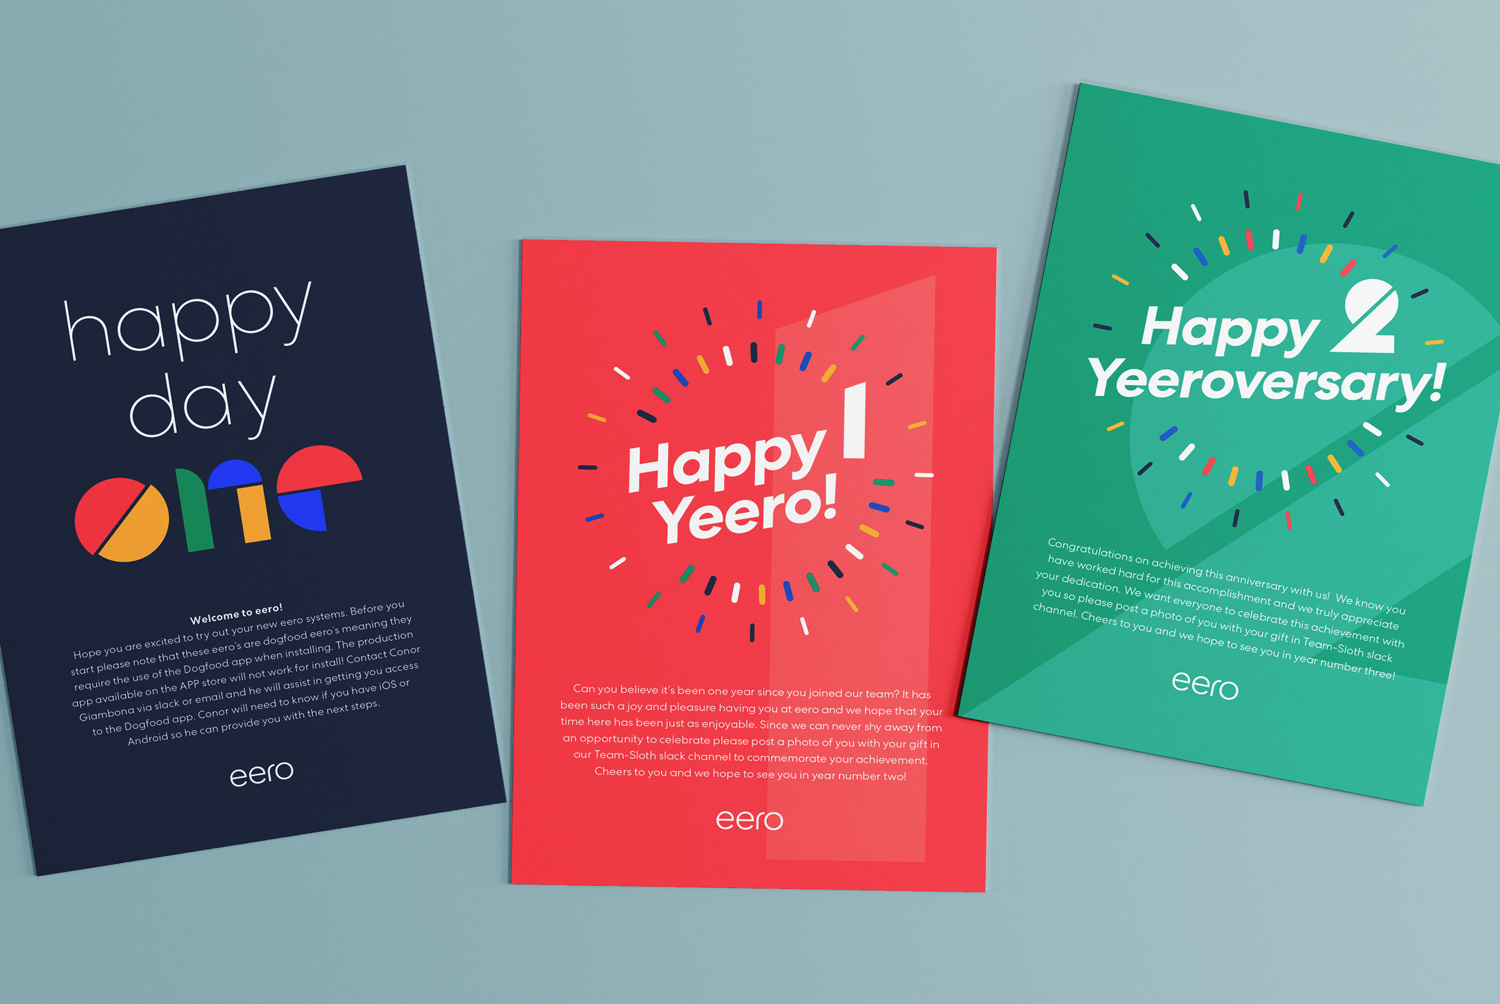 happy
day
one
Welcome to eero!
Hope you are excited to try out your new eero systems. Before you
start please note that these eero's are dogfood eero's meaning they
require the use of the Dogfood app when installing. The production
app available on the APP store will not work for install! Contact Conor
Giambona via slack or email and he will assist in getting you access
to the Dogfood app. Conor will need to know if you have iOS or
Android so he can provide you with the next steps.
eero
Happy 1
Yeero!
Can you believe it's been one year since you joined our team? It has
been such a joy and pleasure having you at eero and we hope that your
time here has been just as enjoyable. Since we can never shy away from
an opportunity to celebrate please post a photo of you with your gift in
our Team-Sloth slack channel to commemorate your achievement.
Cheers to you and we hope to see you in year number two!
eero
Happy 2
Yeeroversary!
Congratulations on achieving this anniversary with us! We know you
have worked hard for this accomplishment and we truly appreciate
your dedication. We want everyone to celebrate this achievement with
you so please post a photo of you with your gift in Team-Sloth slack
channel. Cheers to you and we hope to see you in year number three!
eero